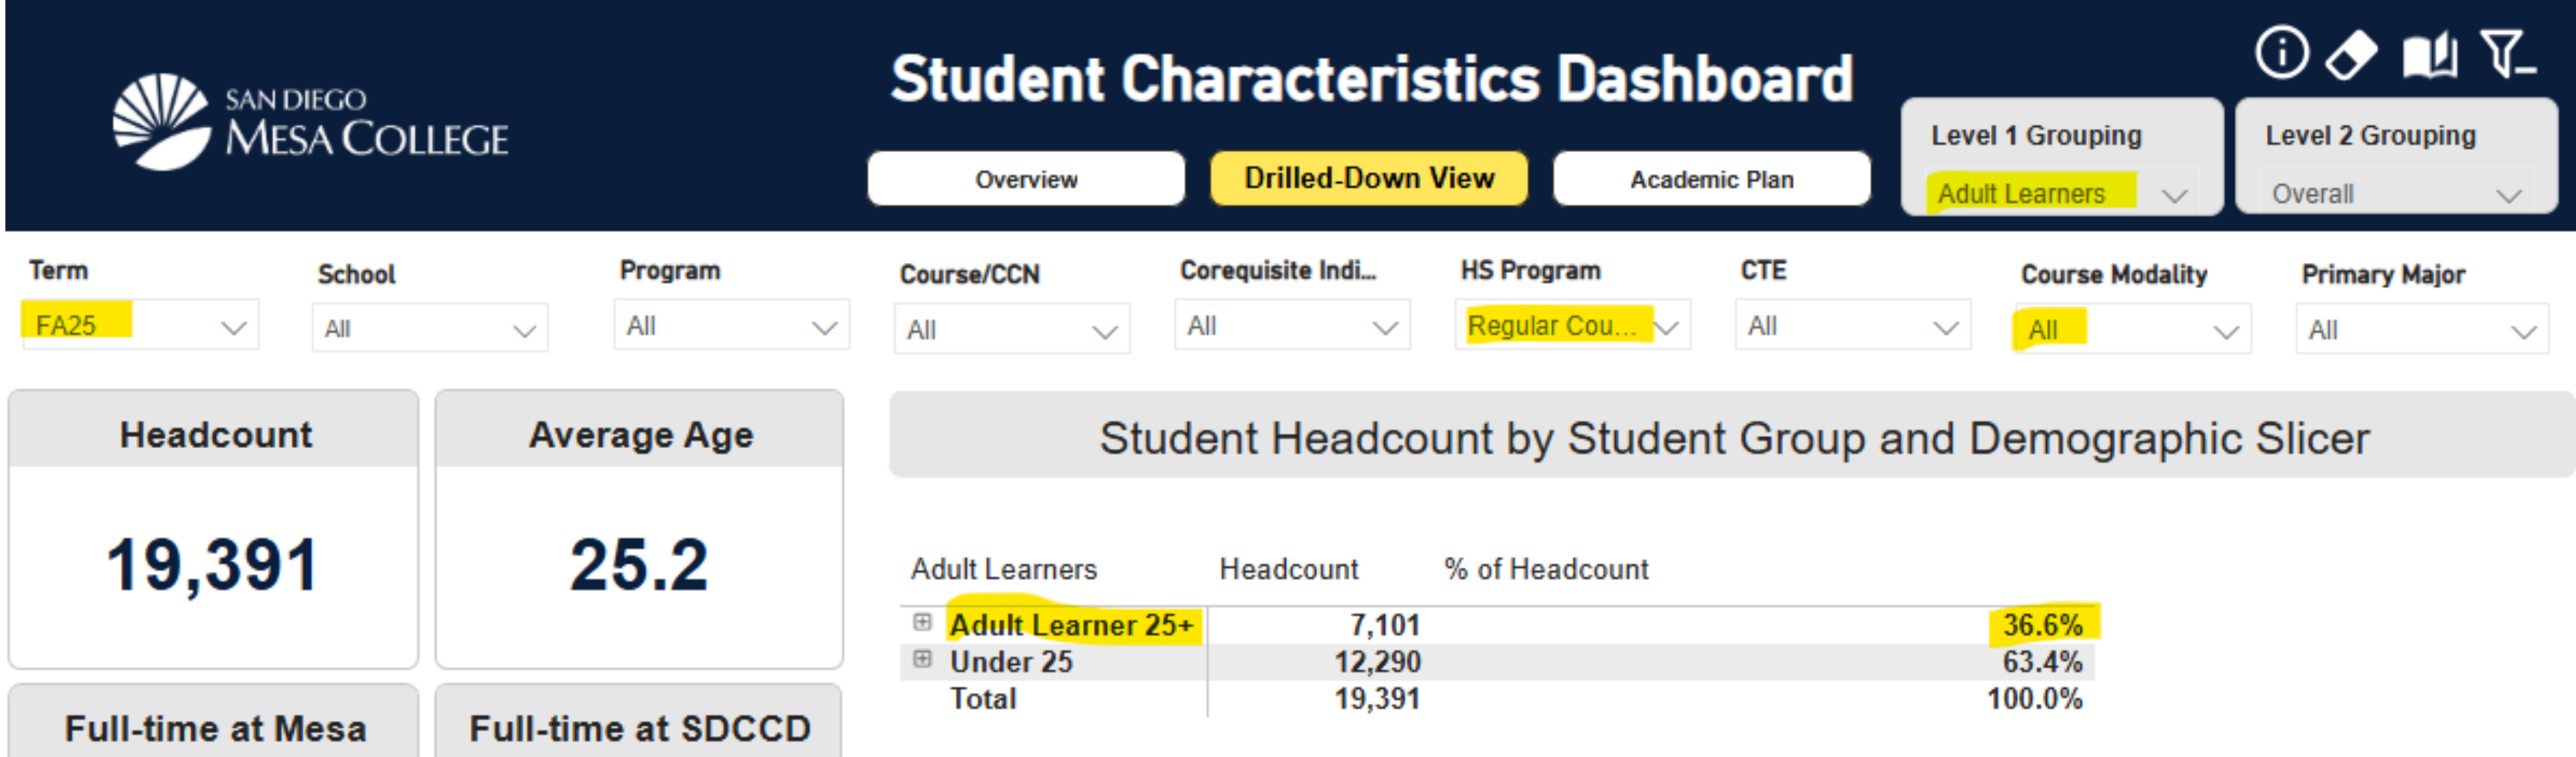 SAN DIEGO
MESA COLLEGE
Student Characteristics Dashboard
Overview
Drilled-Down View
Academic Plan
Level 1 Grouping
Adult Learners
Level 2 Grouping
Overall
Term
FA25
School
All
Program
All
Course/CCN
All
Corequisite Indi...
All
HS Program
Regular Cou...
CTE
All
Course Modality
All
Primary Major
All
Headcount
19,391
Average Age
25.2
Full-time at Mesa
Full-time at SDCCD
Student Headcount by Student Group and Demographic Slicer
Adult Learners Headcount % of Headcount
Adult Learner 25+ 7,101 36.6%
Under 25 12,290 63.4%
Total 19,391 100.0%